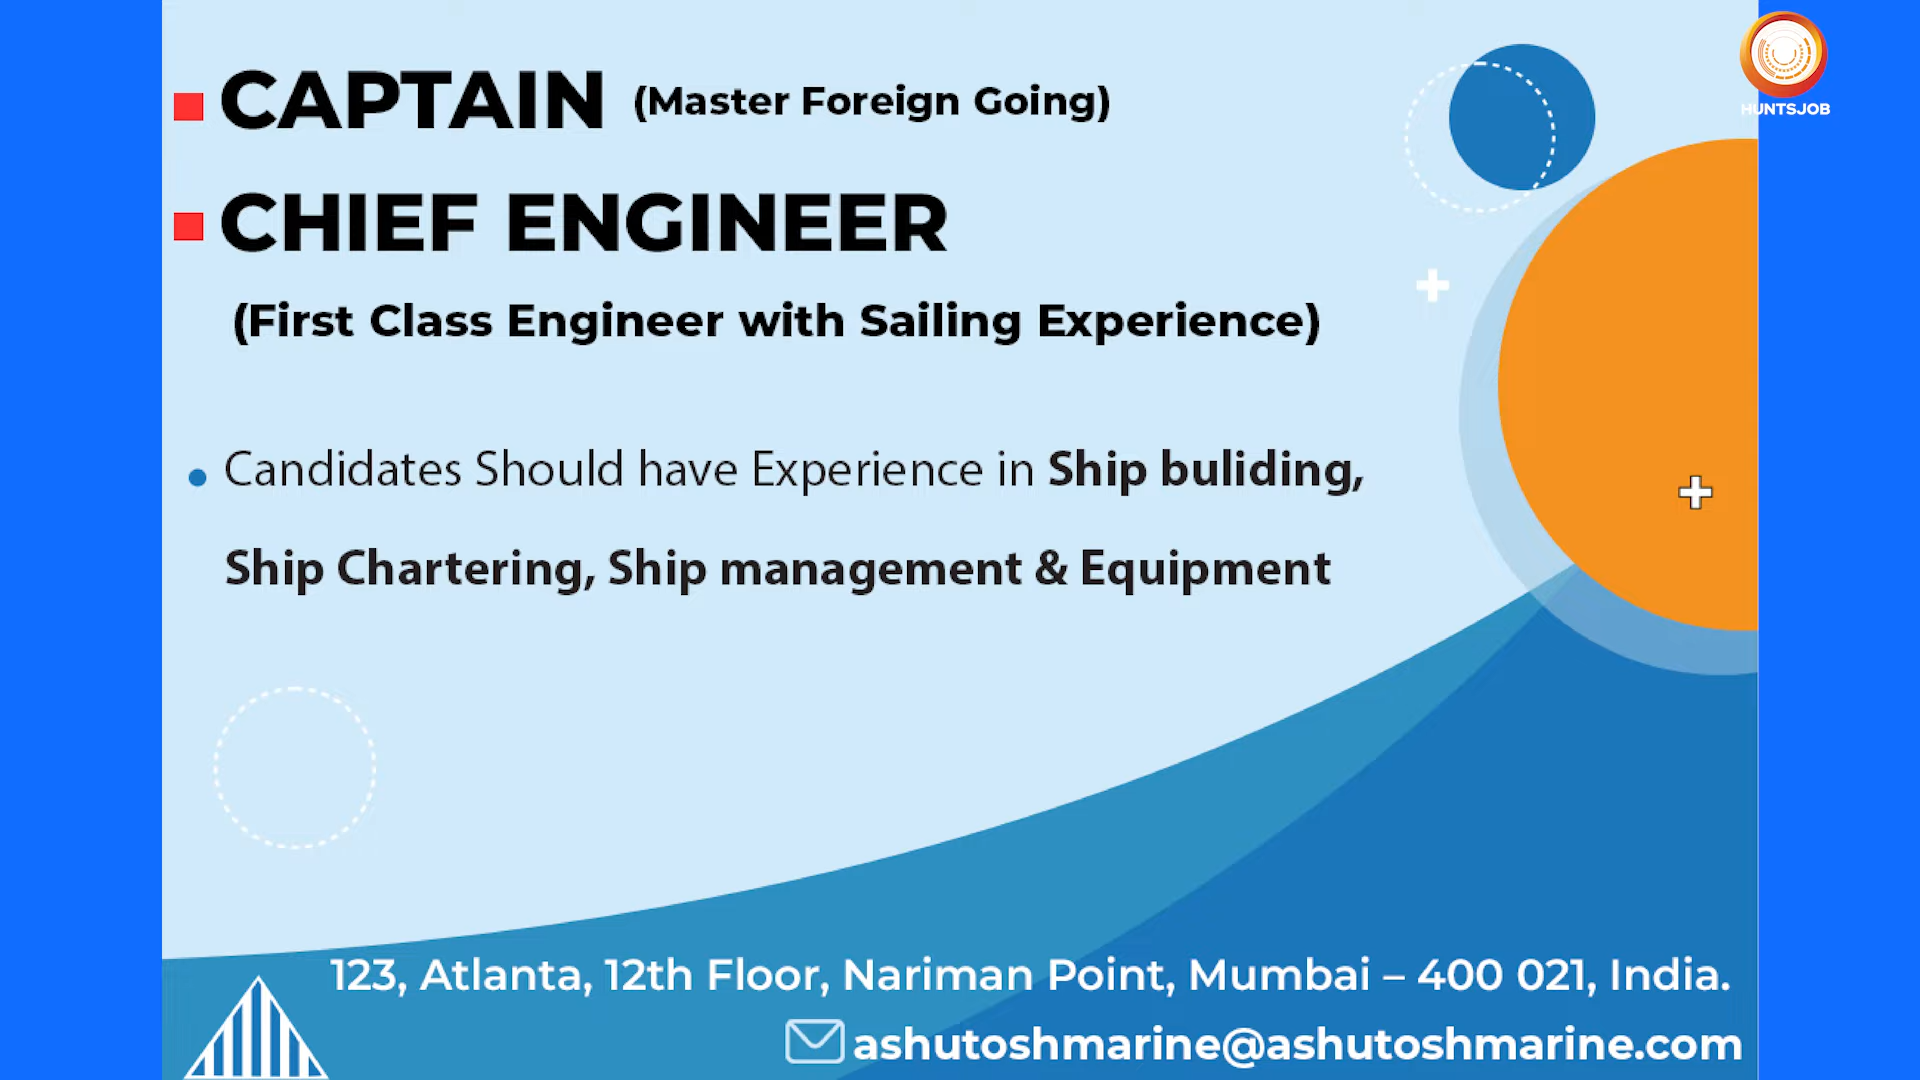 HUNTSJOB
CAPTAIN (Master Foreign Going)
CHIEF ENGINEER
(First Class Engineer with Sailing Experience)
Candidates Should have Experience in Ship buliding,
Ship Chartering, Ship management & Equipment
123, Atlanta, 12th Floor, Nariman Point, Mumbai – 400 021, India.
ashutoshmarine@ashutoshmarine.com